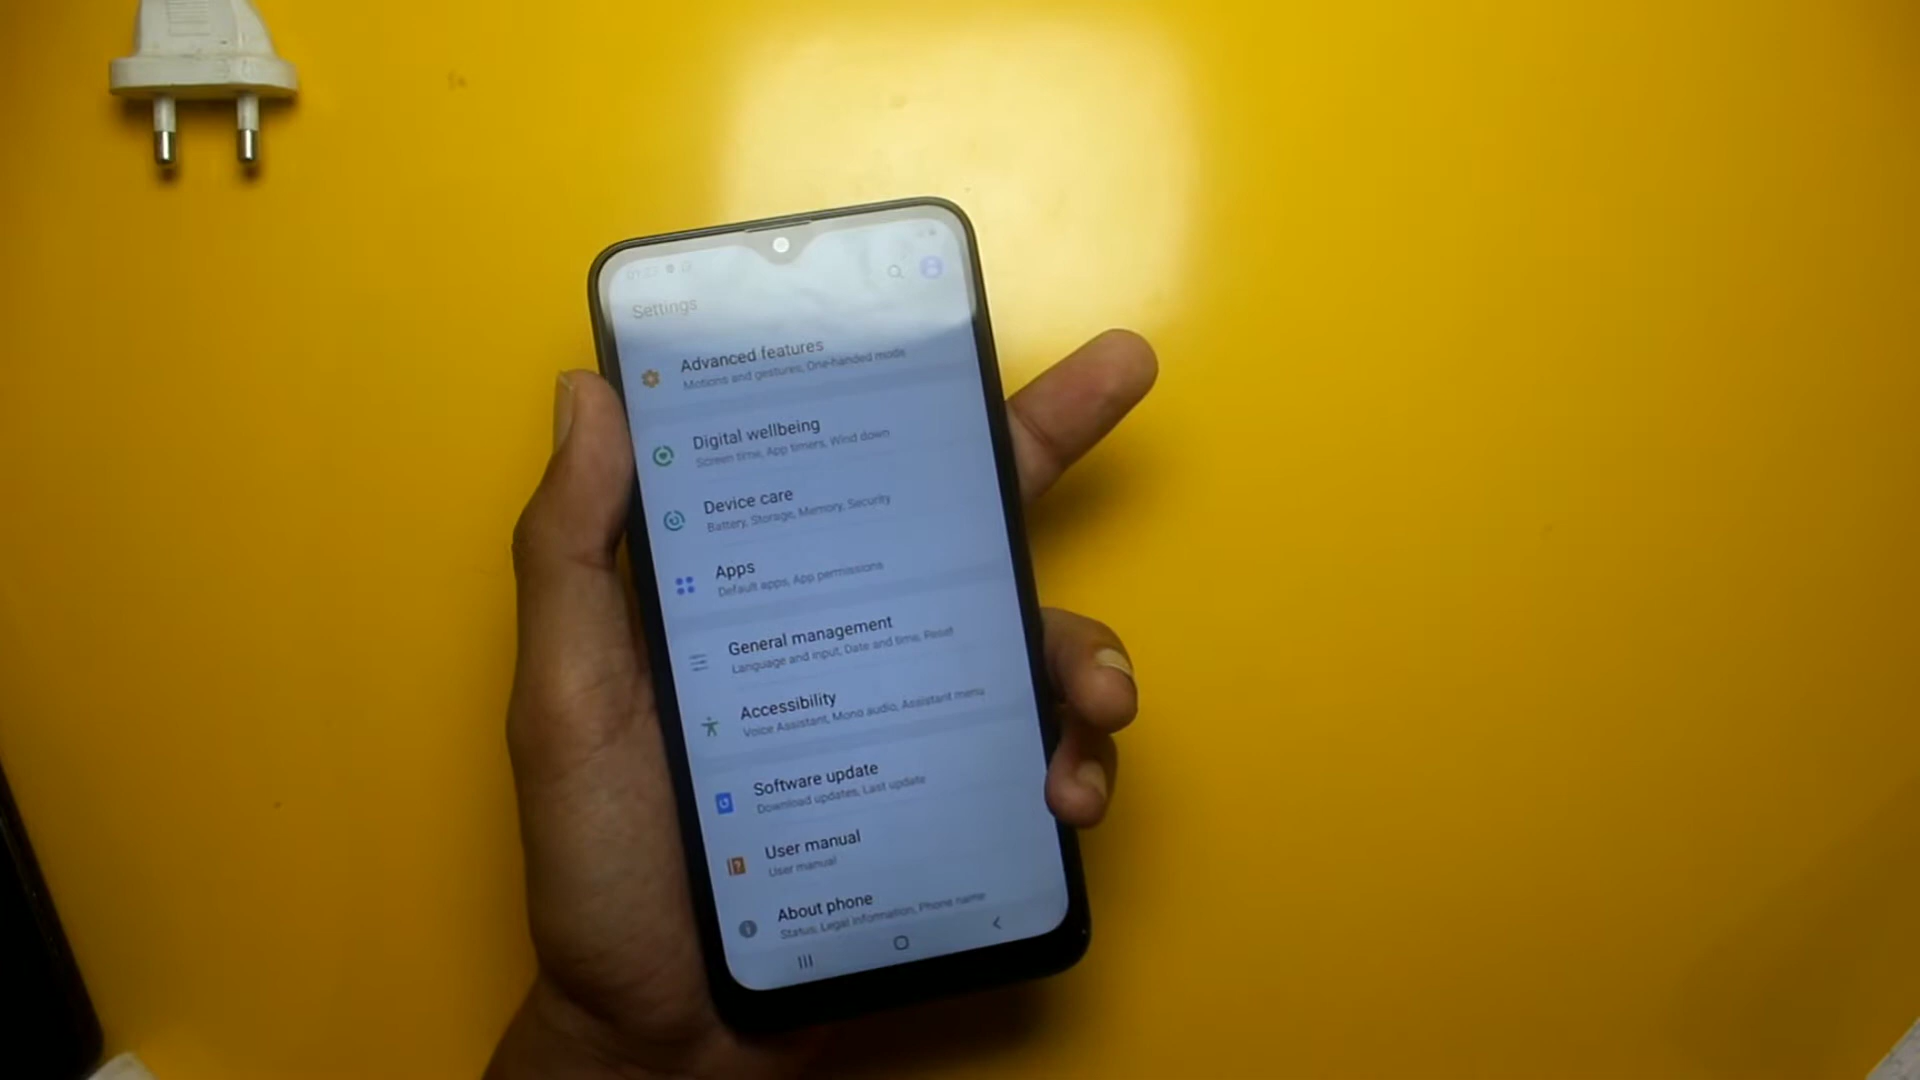 Settings
Advanced features
Motions and gestures, One-handed mode
Digital wellbeing
Screen time, App timers, Wind down
Device care
Battery, Storage, Memory, Security
Apps
Default apps, App permissions
General management
Language and input, Date and time, Reset
Accessibility
Voice Assistant, Mono audio, Assistant menu
Software update
Download updates, Last update
User manual
User manual
About phone
Status, Legal information, Phone name